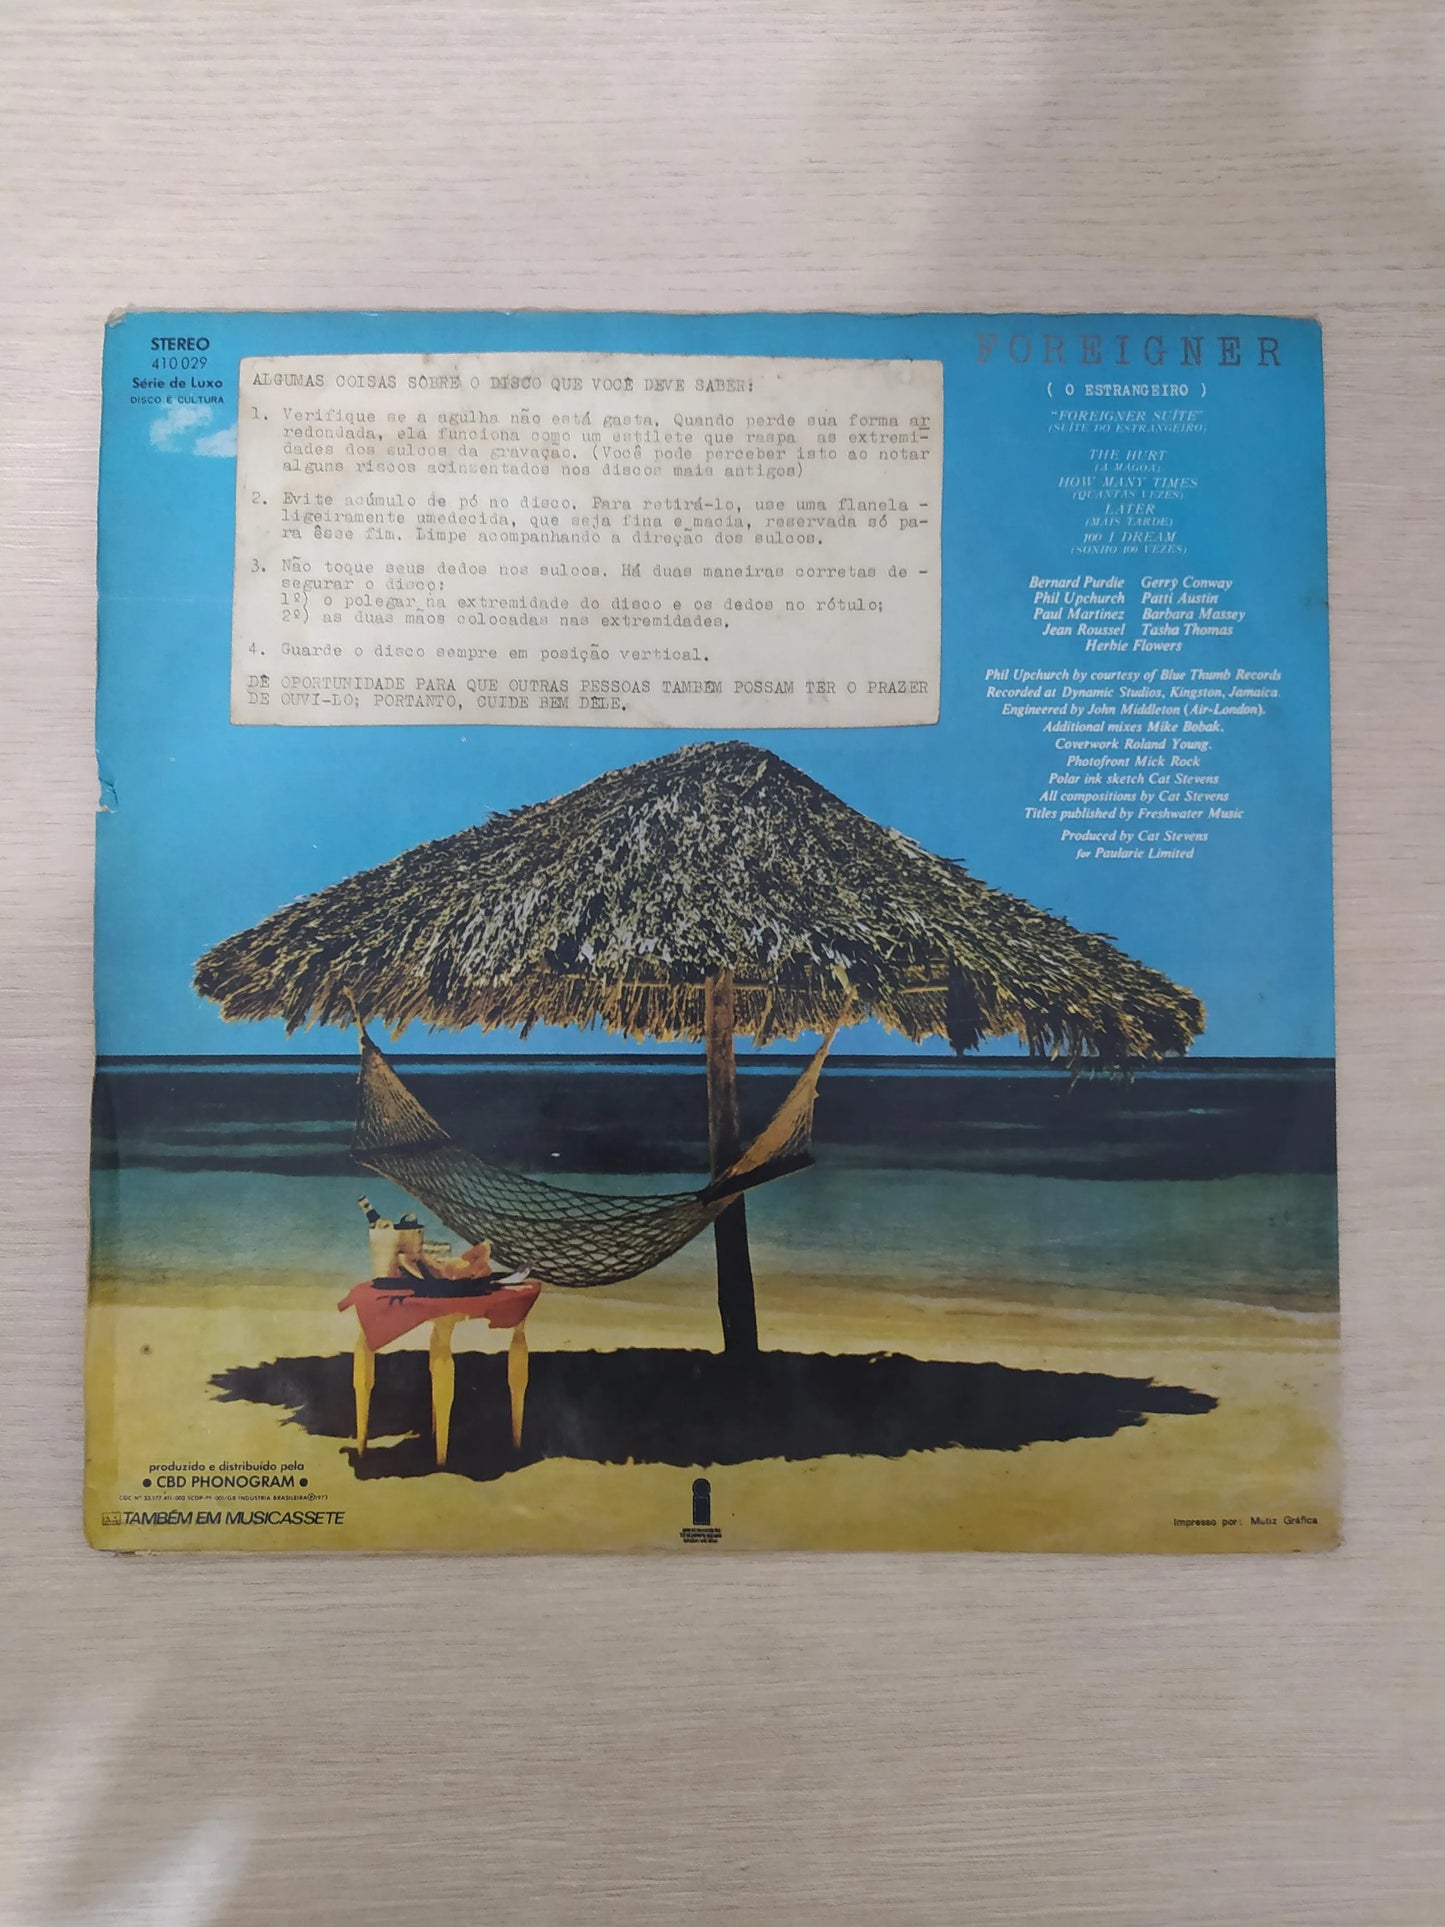 STEREO
410029
Série de Luxo
DISCO É CULTURA
ALGUMAS COISAS SÔBRE O DISCO QUE VOCÊ DEVE SABER:
1. Verifique se a agulha não está gasta. Quando perde sua forma ar
redondada, ela funciona como um estilete que raspa as extremi-
dades dos sulcos da gravação. (Você pode perceber isto ao notar
alguns riscos acinsentados nos discos mais antigos)
2. Evite acúmulo de pó no disco. Para retirá-lo, use uma flanela -
ligeiramente umedecida, que seja fina e macia, reservada só pa-
ra êsse fim. Limpe acompanhando a direção dos sulcos.
3. Não toque seus dedos nos sulcos. Há duas maneiras corretas de -
segurar o disco:
1º) o polegar na extremidade do disco e os dedos no rótulo;
2º) as duas mãos colocadas nas extremidades.
4. Guarde o disco sempre em posição vertical.
DÊ OPORTUNIDADE PARA QUE OUTRAS PESSOAS TAMBÉM POSSAM TER O PRAZER
DE OUVÍ-LO; PORTANTO, CUIDE BEM DÊLE.
FOREIGNER
( O ESTRANGEIRO )
"FOREIGNER SUÍTE"
(SUÍTE DO ESTRANGEIRO)
THE HURT
(A MÁGOA)
HOW MANY TIMES
(QUANTAS VEZES)
LATER
(MAIS TARDE)
100 I DREAM
(SONHO 100 VEZES)
Bernard Purdie Gerry Conway
Phil Upchurch Patti Austin
Paul Martinez Barbara Massey
Jean Roussel Tasha Thomas
Herbie Flowers
Phil Upchurch by courtesy of Blue Thumb Records
Recorded at Dynamic Studios, Kingston, Jamaica.
Engineered by John Middleton (Air-London).
Additional mixes Mike Bobak.
Coverwork Roland Young.
Photofront Mick Rock
Polar ink sketch Cat Stevens
All compositions by Cat Stevens
Titles published by Freshwater Music
Produced by Cat Stevens
for Paularie Limited
produzido e distribuído pela
• CBD PHONOGRAM •
INDUSTRIA BRASILEIRA Ⓟ1973
TAMBÉM EM MUSICASSETE
Impresso por: Mutiz Gráfica